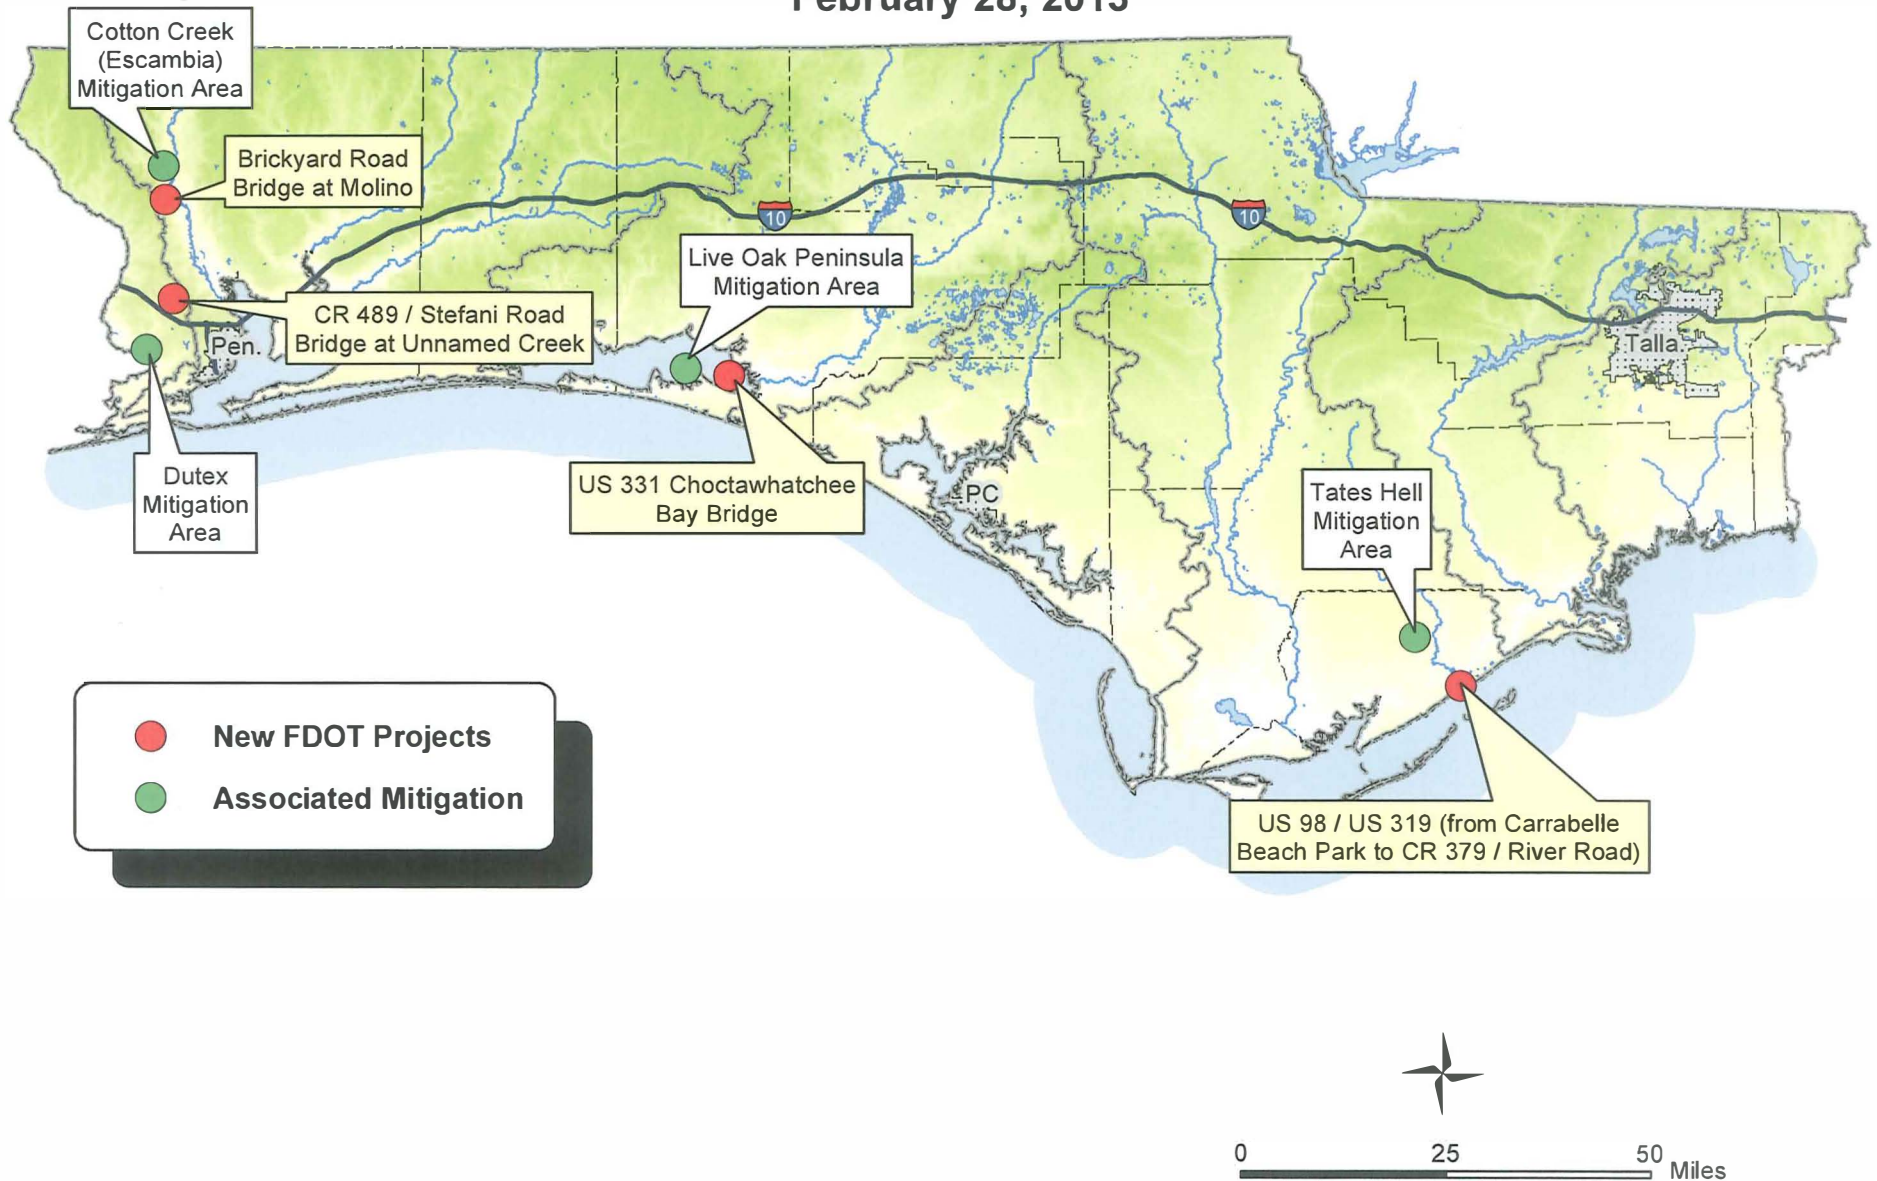 February 28, 2013
Cotton Creek
(Escambia)
Mitigation Area
Brickyard Road
Bridge at Molino
10
10
Live Oak Peninsula
Mitigation Area
CR 489 / Stefani Road
Bridge at Unnamed Creek
Pen.
Talla.
Dutex
Mitigation
Area
US 331 Choctawhatchee
Bay Bridge
PC
Tates Hell
Mitigation
Area
New FDOT Projects
Associated Mitigation
US 98 / US 319 (from Carrabelle
Beach Park to CR 379 / River Road)
0 25 50 Miles